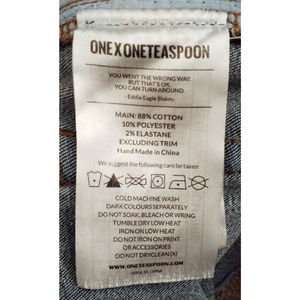 ONEXONETEASPOON
YOU WENT THE WRONG WAY.
BUT THAT'S OK.
YOU CAN TURN AROUND.
- Eddie Eagle Blakny
MAIN: 88% COTTON
10% POLYESTER
2% ELASTANE
EXCLUDING TRIM
Hand Made in China
We suggest the following care be taken
COLD MACHINE WASH
DARK COLOURS SEPARATELY
DO NOT SOAK, BLEACH OR WRING
TUMBLE DRY LOW HEAT
IRON ON LOW HEAT
DO NOT IRON ON PRINT
OR ACCESSORIES
DO NOT DRYCLEAN (X)
WWW.ONETEASPOON.COM